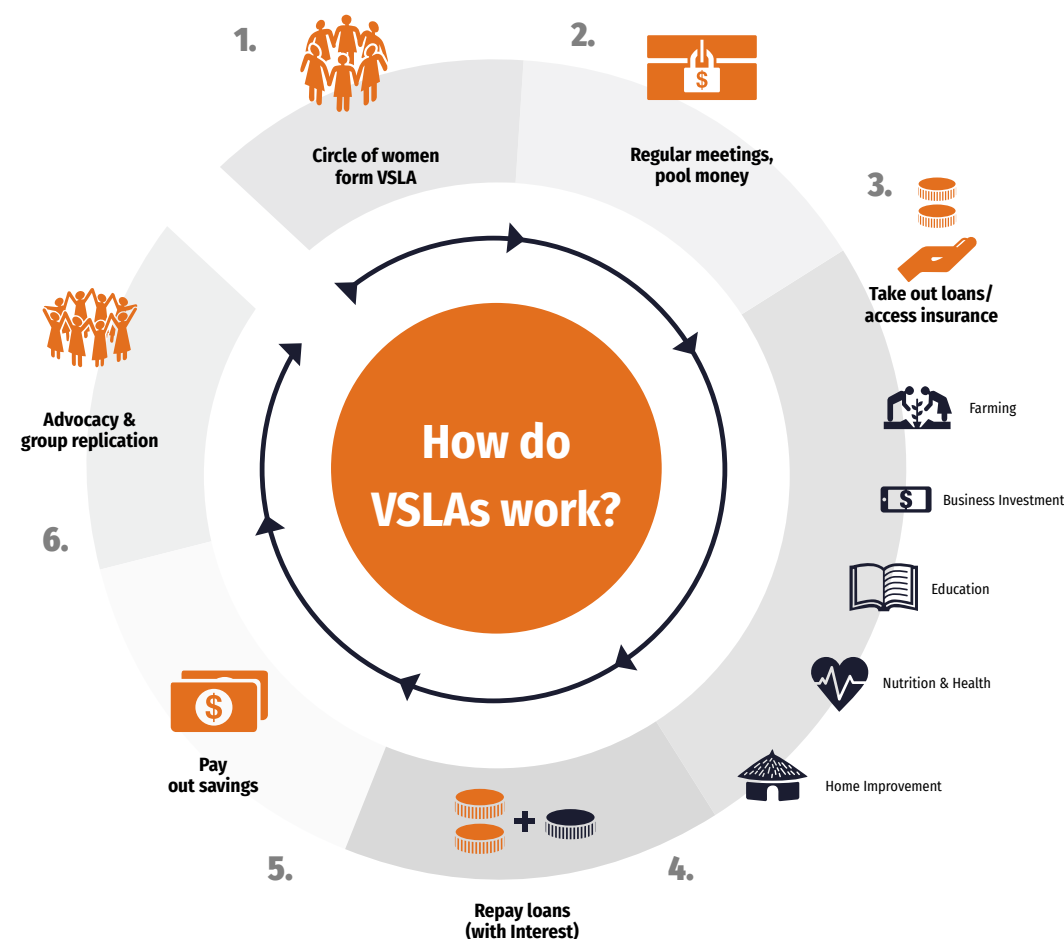 1.
Circle of women
form VSLA
2.
$
Regular meetings,
pool money
3.
Take out loans/
access insurance
Farming
$
Business Investment
Education
Nutrition & Health
Home Improvement
4.
+
Repay loans
(with Interest)
5.
$
Pay
out savings
6.
Advocacy &
group replication
How do
VSLAs work?